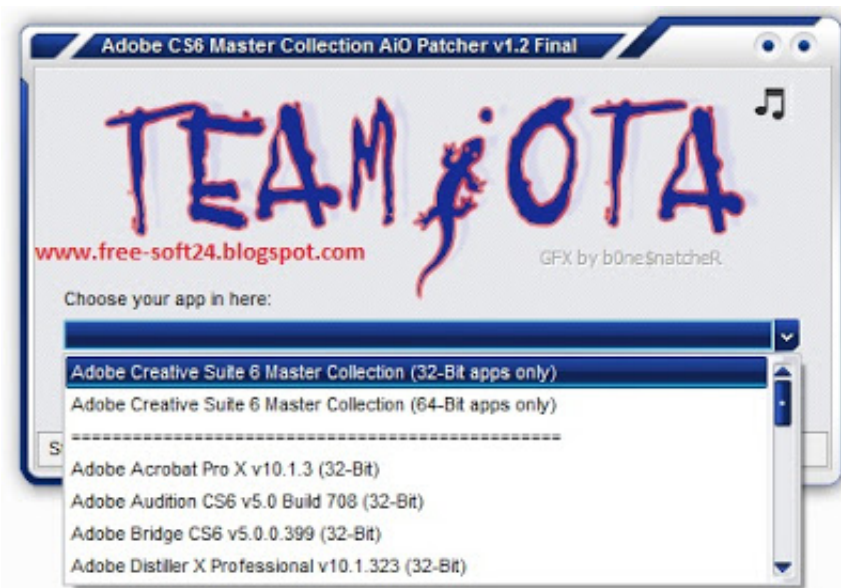 Adobe CS6 Master Collection AiO Patcher v1.2 Final
TEAM iOTA
www.free-soft24.blogspot.com
GFX by b0ne$natcheR
Choose your app in here:
Adobe Creative Suite 6 Master Collection (32-Bit apps only)
Adobe Creative Suite 6 Master Collection (64-Bit apps only)
================================================
Adobe Acrobat Pro X v10.1.3 (32-Bit)
Adobe Audition CS6 v5.0 Build 708 (32-Bit)
Adobe Bridge CS6 v5.0.0.399 (32-Bit)
Adobe Distiller X Professional v10.1.323 (32-Bit)